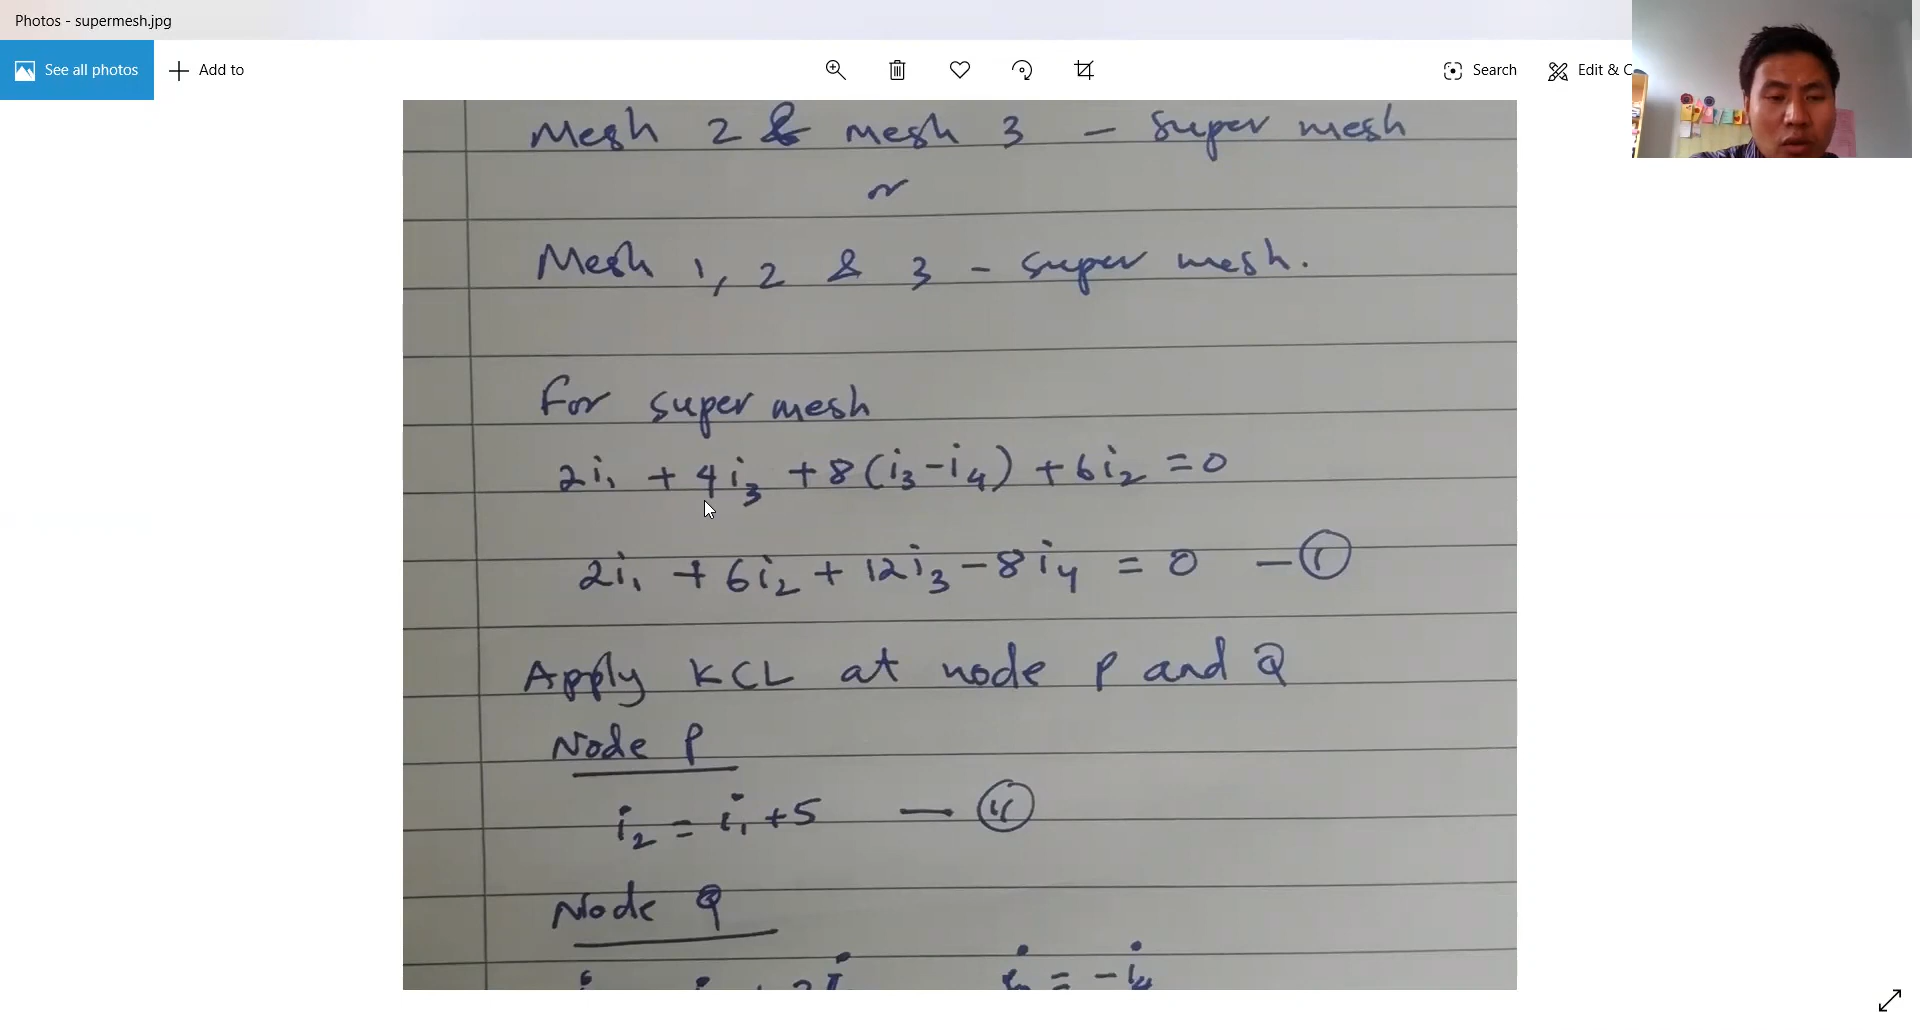 Photos - supermesh.jpg
See all photos
Add to
Search
Edit & C
Mesh 2 & mesh 3 - super mesh
or
Mesh 1, 2 & 3 - super mesh.
For super mesh
2i₁ + 4i₃ + 8(i₃ - i₄) + 6i₂ = 0
2i₁ + 6i₂ + 12i₃ - 8i₄ = 0 - (i)
Apply KCL at node P and Q
Node P
i₂ = i₁ + 5 - (ii)
Node Q
= -i₄